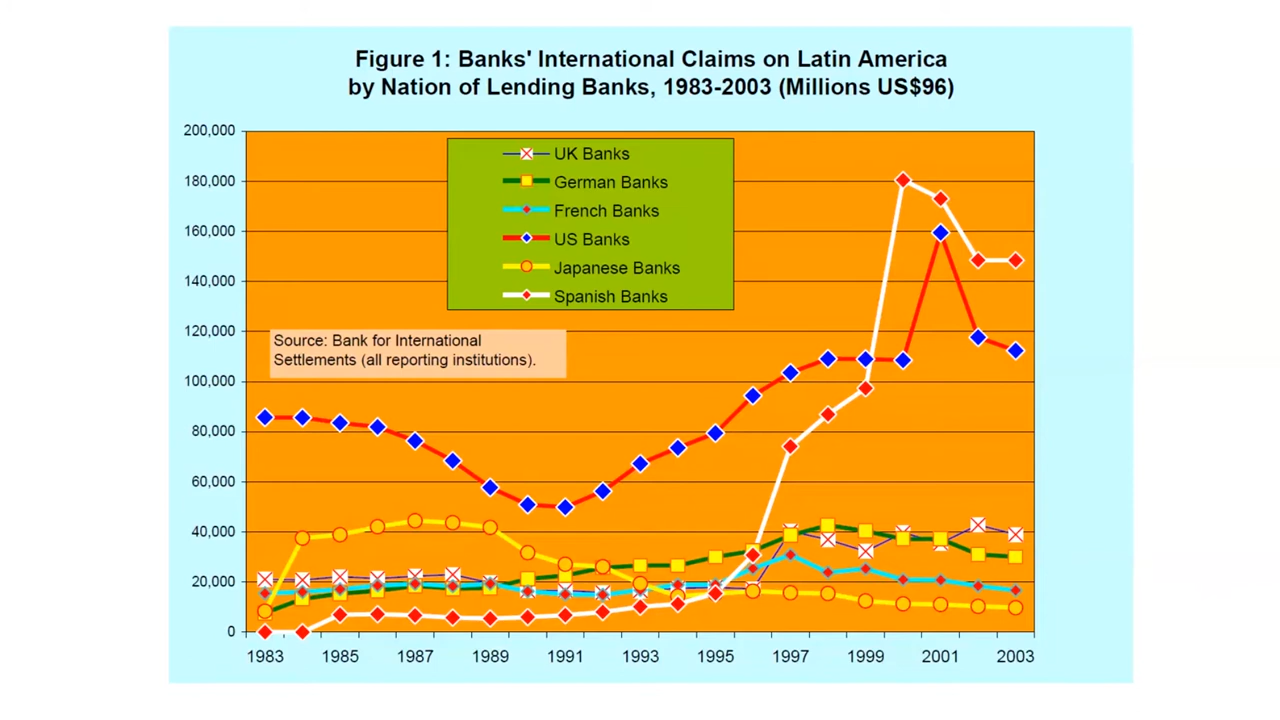 Figure 1: Banks' International Claims on Latin America
by Nation of Lending Banks, 1983-2003 (Millions US$96)
200,000
180,000
160,000
140,000
120,000
100,000
80,000
60,000
40,000
20,000
0
UK Banks
German Banks
French Banks
US Banks
Japanese Banks
Spanish Banks
Source: Bank for International
Settlements (all reporting institutions).
1983 1985 1987 1989 1991 1993 1995 1997 1999 2001 2003